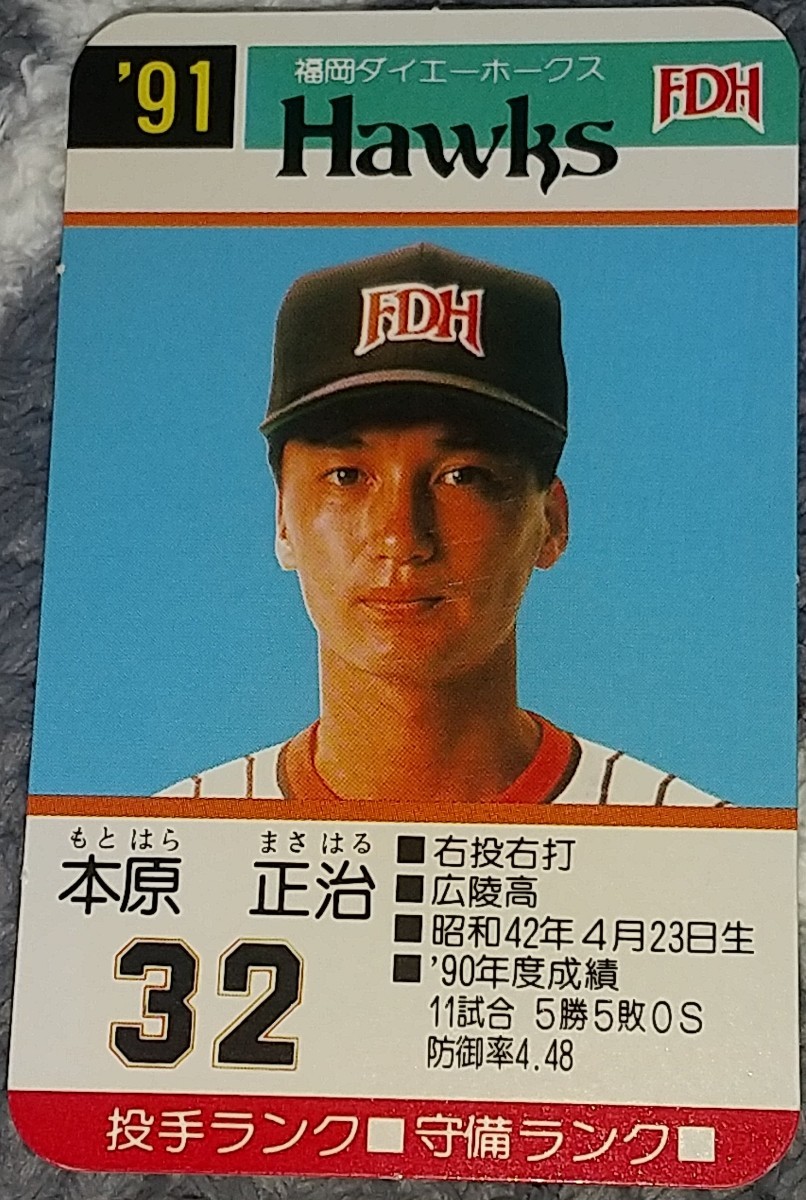 '91
福岡ダイエーホークス
Hawks
FDH
FDH
もとはら まさはる
本原 正治
32
■右投右打
■広陵高
■昭和42年4月23日生
■'90年度成績
11試合 5勝5敗0S
防御率4.48
投手ランク■守備ランク■